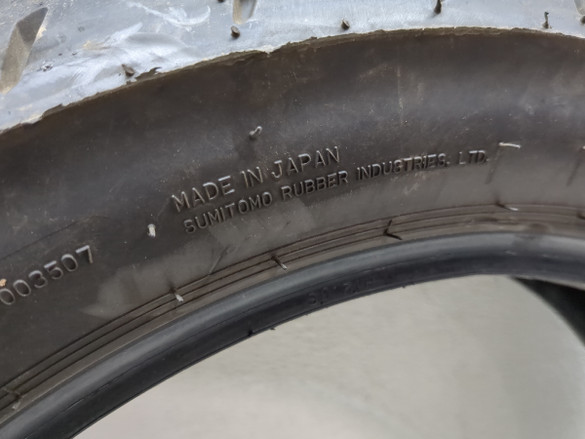 MADE IN JAPAN
SUMITOMO RUBBER INDUSTRIES, LTD.
003507